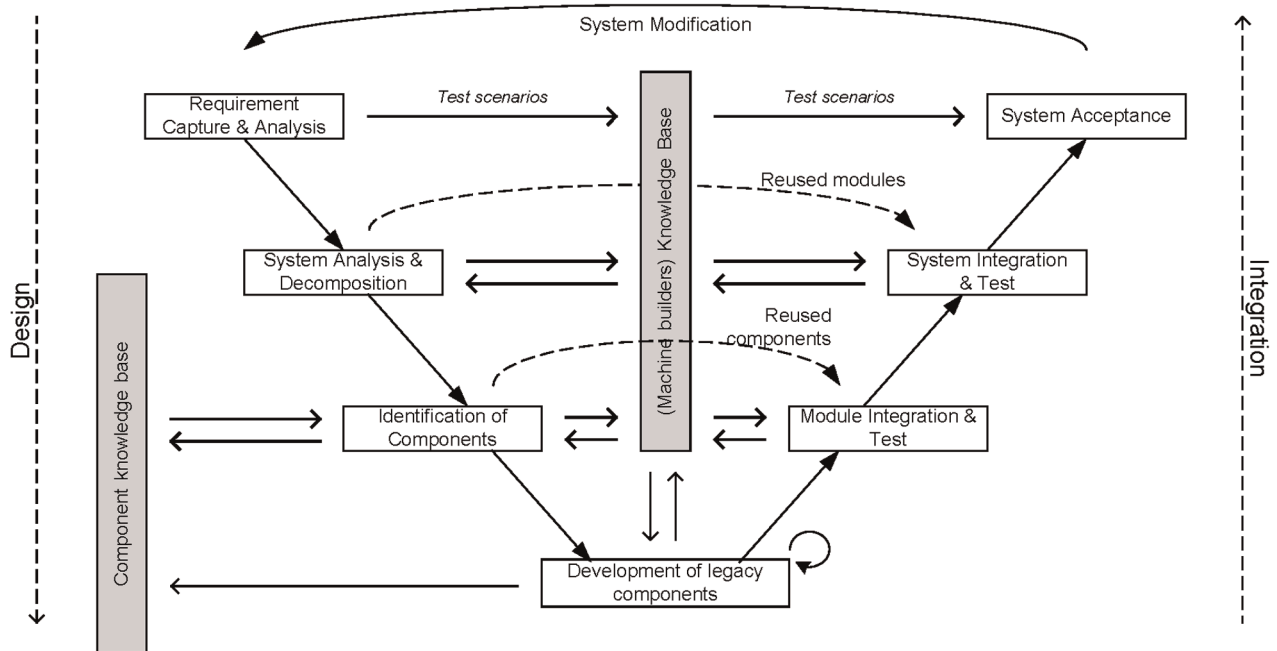 System Modification
Requirement
Capture & Analysis
Test scenarios
Test scenarios
System Acceptance
Reused modules
System Analysis &
Decomposition
System Integration
& Test
Reused
components
Identification of
Components
Module Integration &
Test
Development of legacy
components
(Machine builders) Knowledge Base
Component knowledge base
Design
Integration